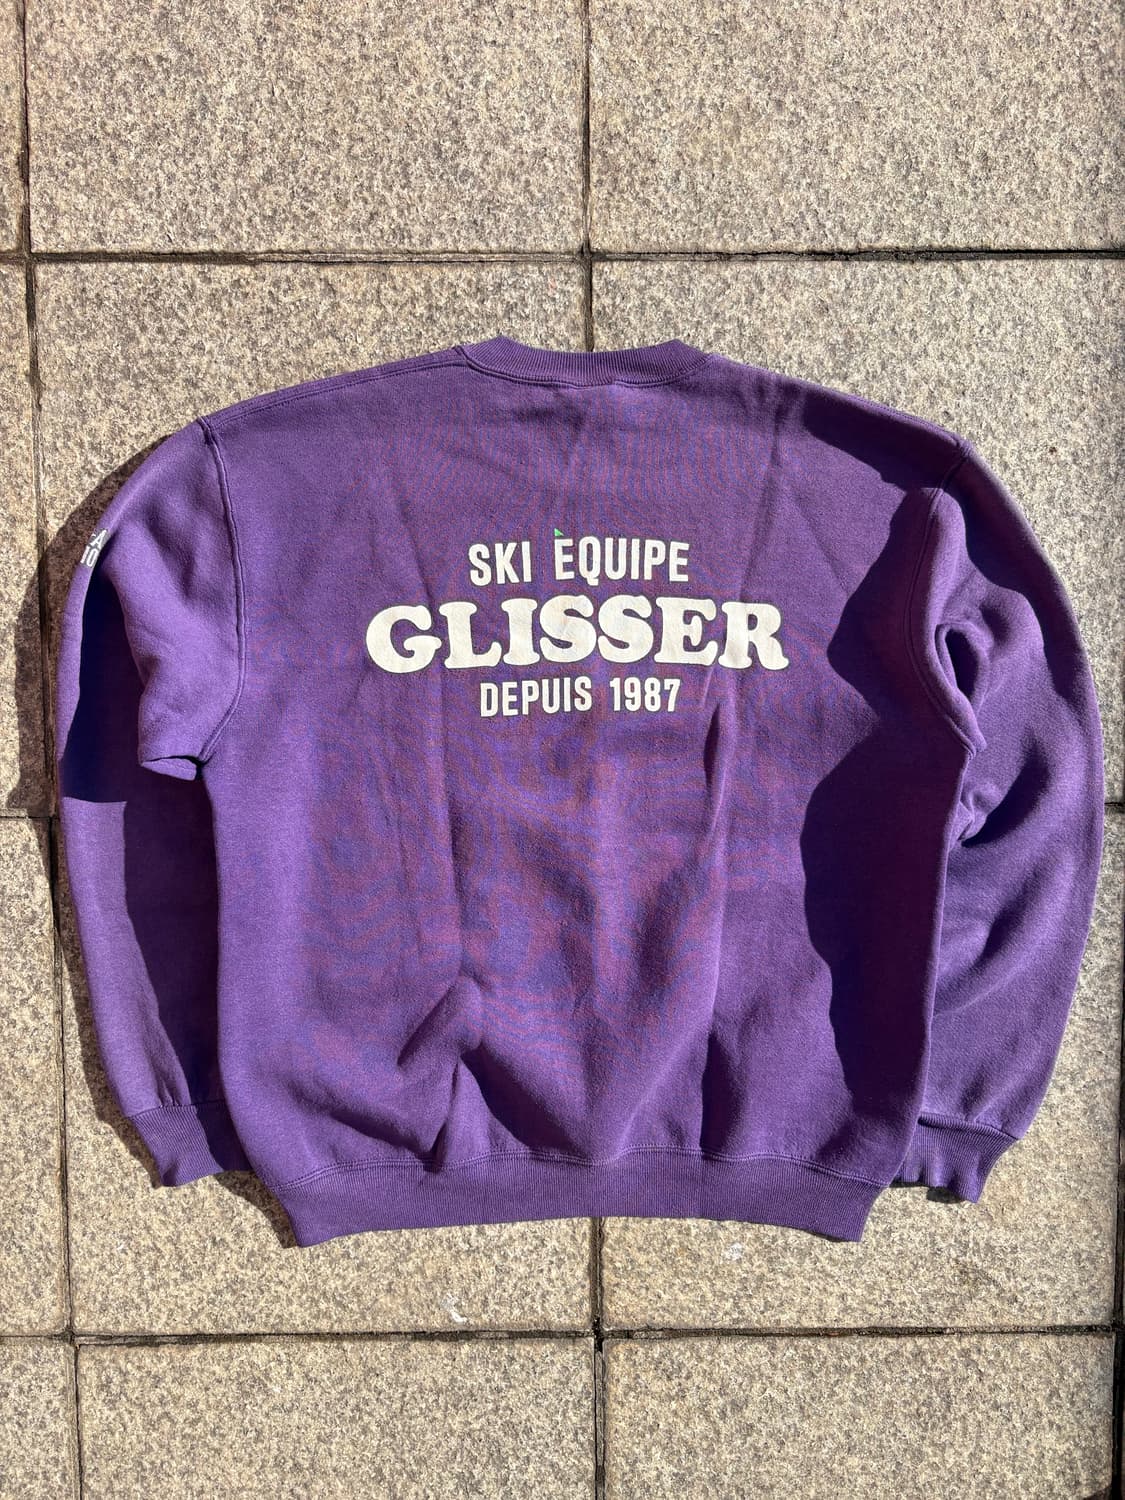 SKI ÈQUIPE
GLISSER
DEPUIS 1987